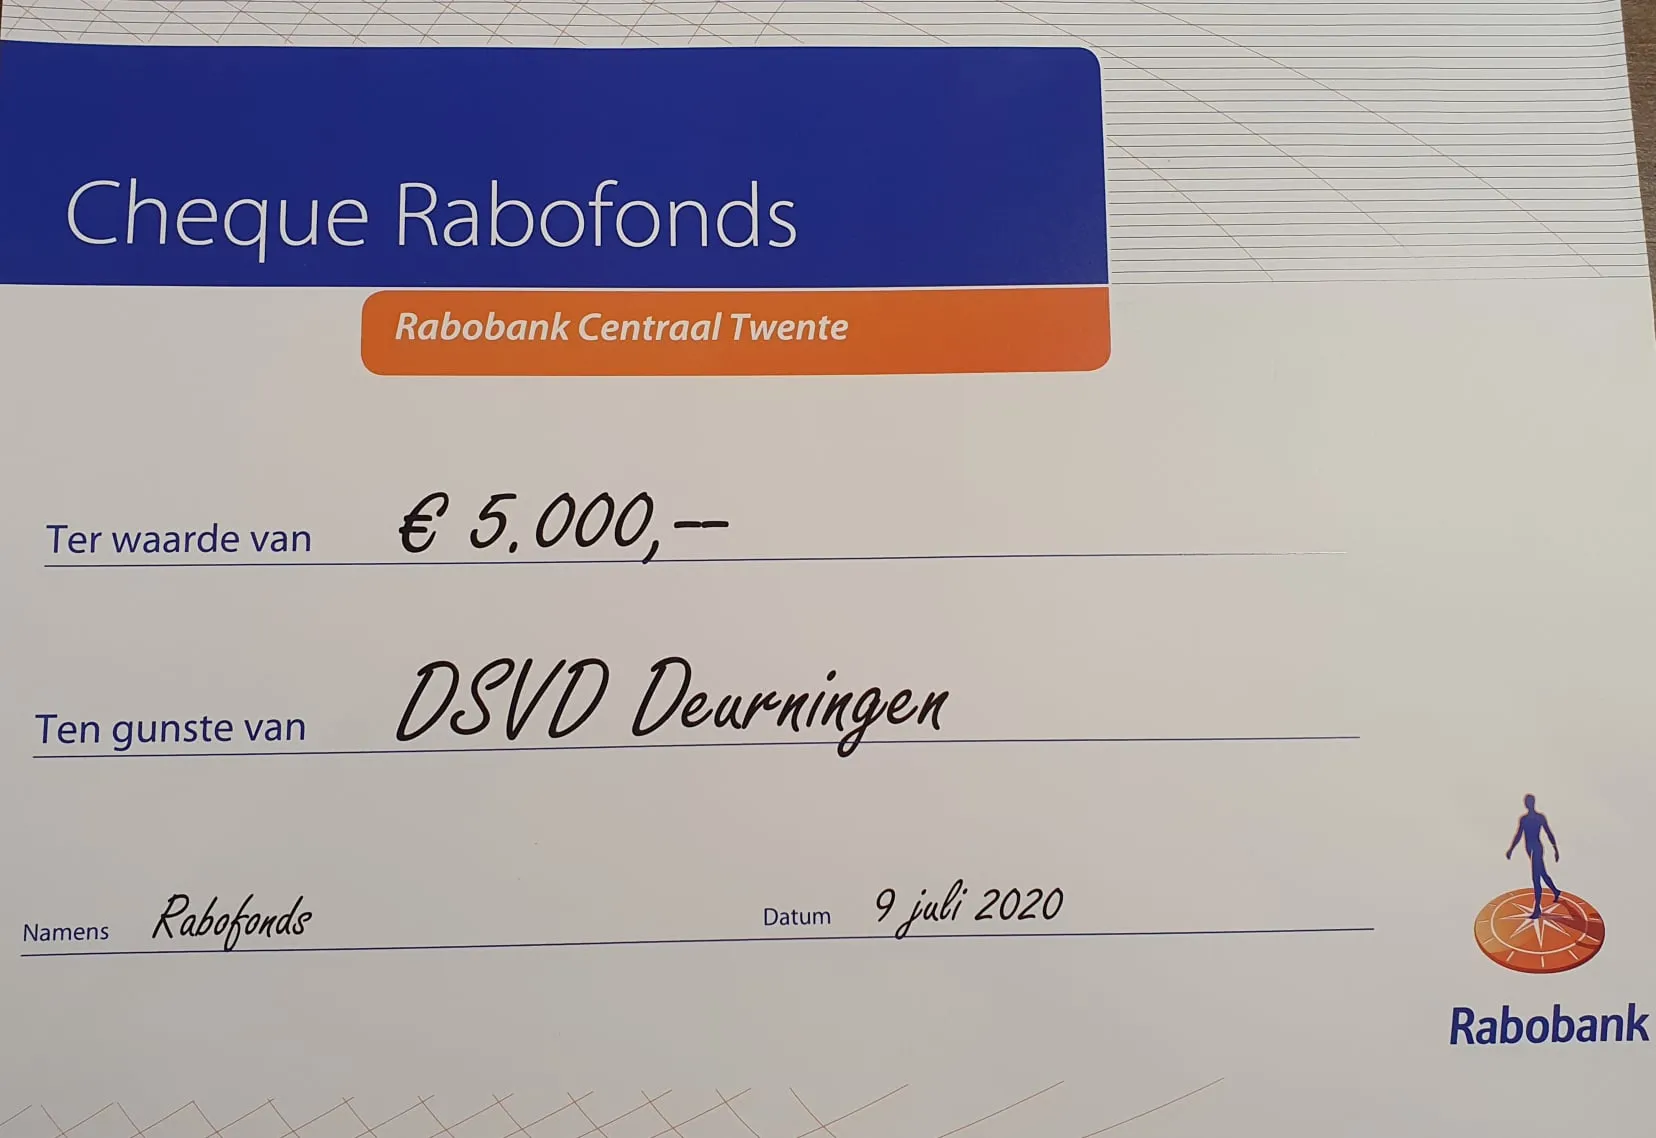 Cheque Rabofonds
Rabobank Centraal Twente
Ter waarde van € 5.000,--
Ten gunste van DSVD Deurningen
Namens Rabofonds Datum 9 juli 2020
Rabobank